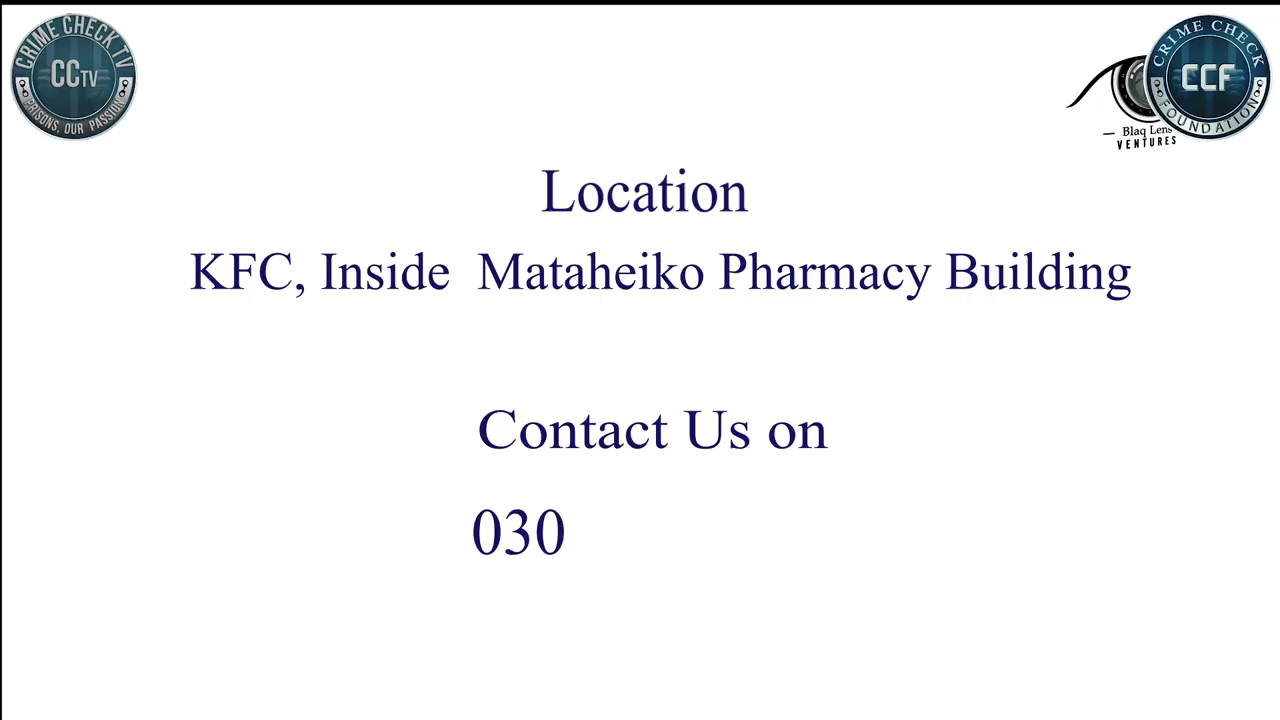 CRIME CHECK TV
CCTV
PRISONS, OUR PASSION
CRIME CHECK
CCF
FOUNDATION
Blaq Lens
VENTURES
Location
KFC, Inside Mataheiko Pharmacy Building
Contact Us on
030